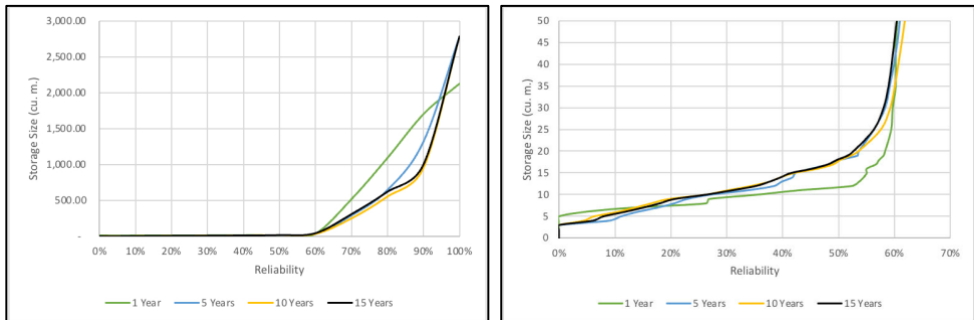 3,000.00
2,500.00
2,000.00
1,500.00
1,000.00
500.00
-
Storage Size (cu. m.)
0% 10% 20% 30% 40% 50% 60% 70% 80% 90% 100%
Reliability
1 Year 5 Years 10 Years 15 Years
50
45
40
35
30
25
20
15
10
5
0
Storage Size (cu. m.)
0% 10% 20% 30% 40% 50% 60% 70%
Reliability
1 Year 5 Years 10 Years 15 Years